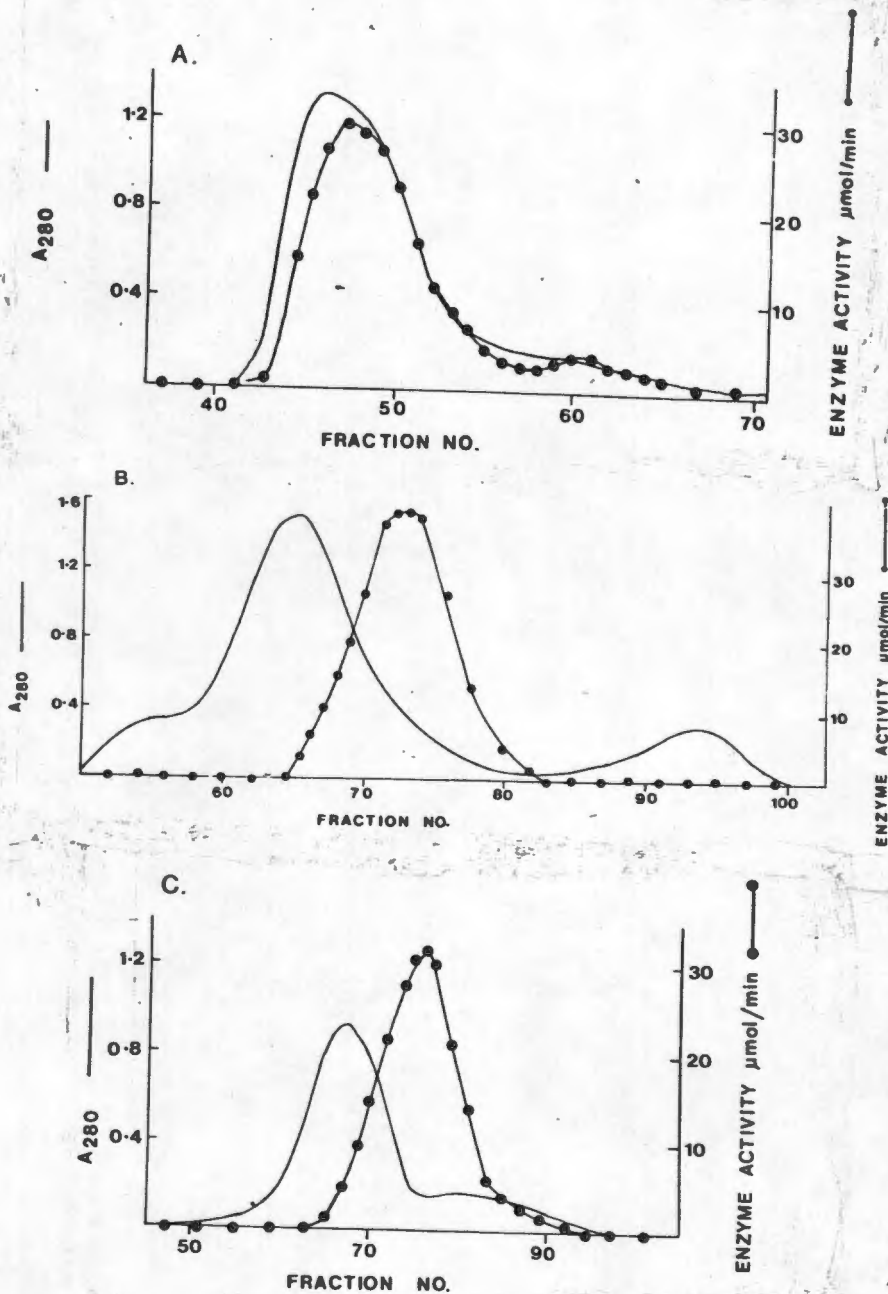 A.
A280
1·2
0·8
0·4
30
20
10
ENZYME ACTIVITY µmol/min
40 50 60 70
FRACTION NO.
B.
A280
1·6
1·2
0·8
0·4
30
20
10
ENZYME ACTIVITY µmol/min
60 70 80 90 100
FRACTION NO.
C.
A280
1·2
0·8
0·4
30
20
10
ENZYME ACTIVITY µmol/min
50 70 90
FRACTION NO.